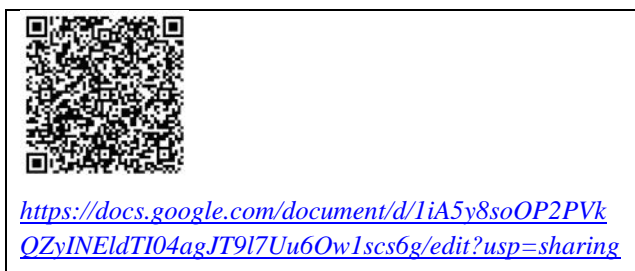 https://docs.google.com/document/d/1iA5y8soOP2PVk
QZyINEldTI04agJT9l7Uu6Ow1scs6g/edit?usp=sharing